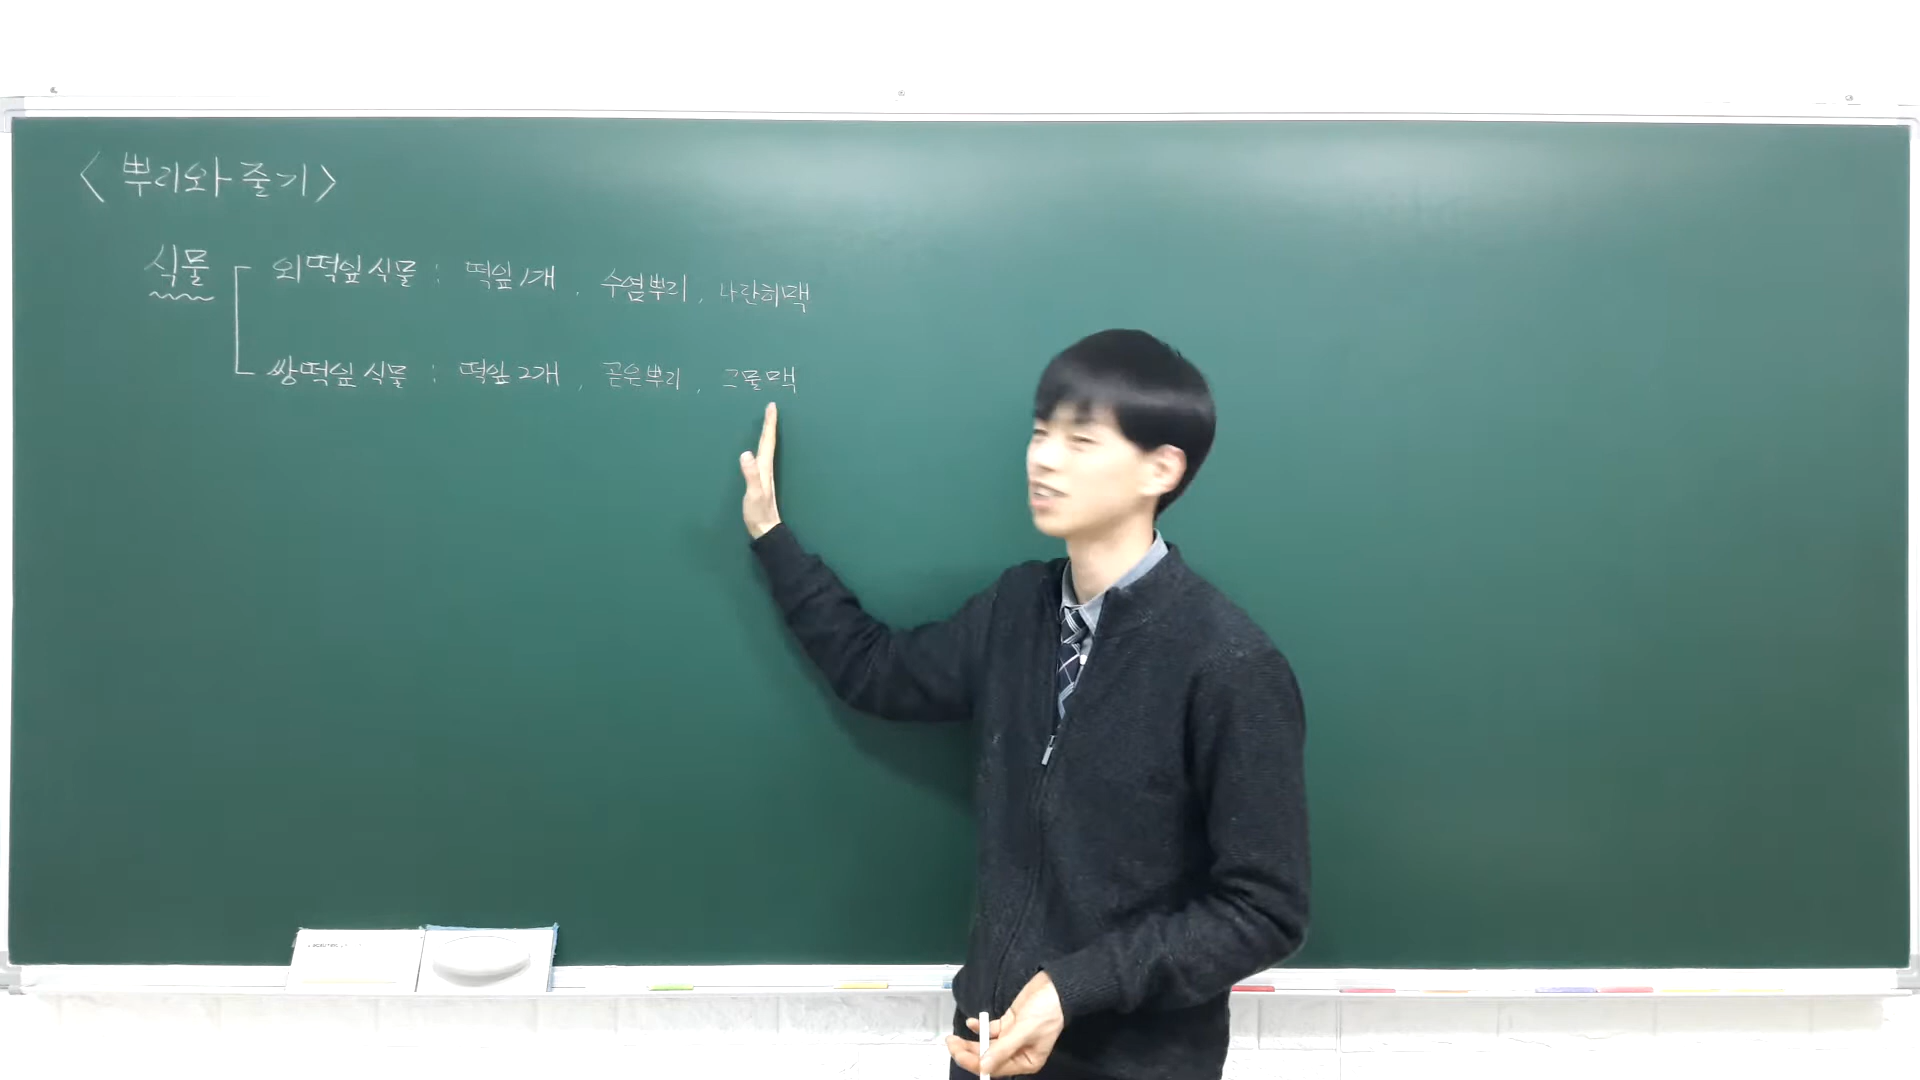 < 뿌리와 줄기 >
식물
외떡잎 식물 : 떡잎 1개 , 수염뿌리 , 나란히맥
쌍떡잎 식물 : 떡잎 2개 , 곧은뿌리 , 그물맥